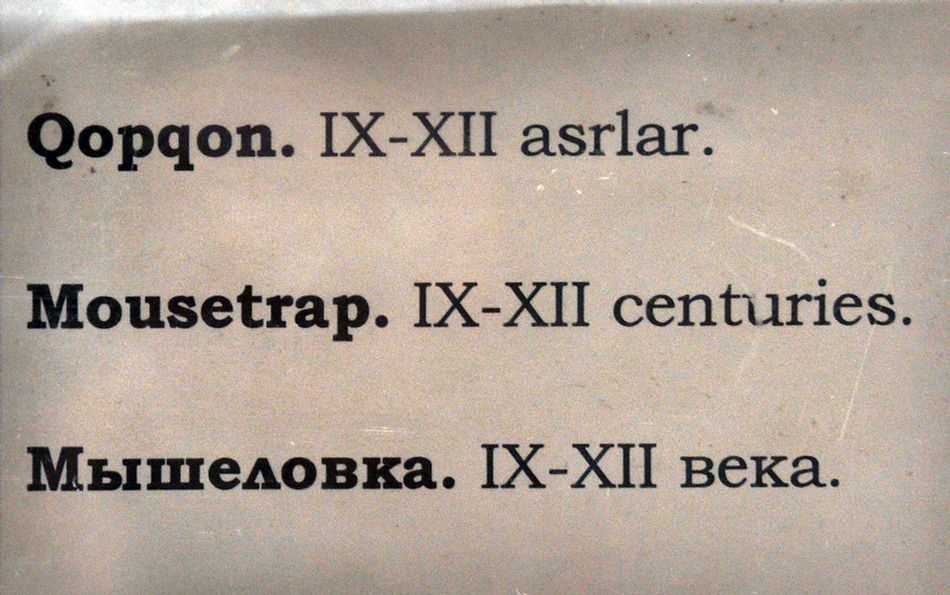 Qopqon. IX-XII asrlar.
Mousetrap. IX-XII centuries.
Мышеловка. IX-XII века.